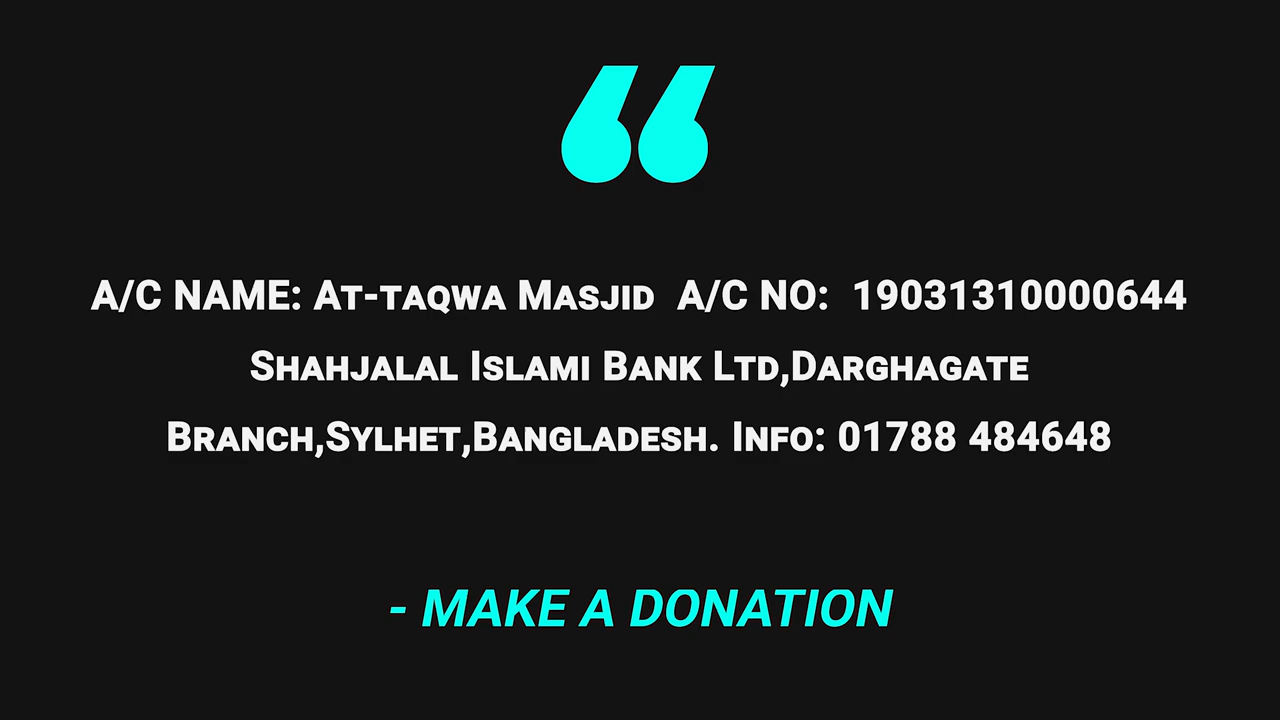 “
A/C NAME: At-taqwa Masjid  A/C NO:  19031310000644
Shahjalal Islami Bank Ltd,Darghagate
Branch,Sylhet,Bangladesh. Info: 01788 484648
- MAKE A DONATION